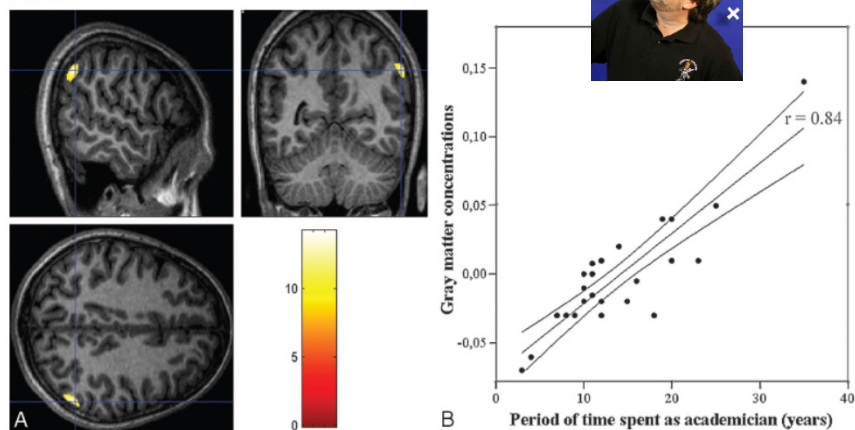 10
5
0
A
0,15
0,10
0,05
0,00
-0,05
Gray matter concentrations
r = 0.84
0
10
20
30
40
Period of time spent as academician (years)
B